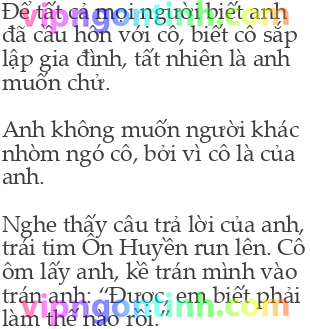 Để tất cả mọi người biết anh
đã cầu hôn với cô, biết cô sắp
lập gia đình, tất nhiên là anh
muốn chứ.
Anh không muốn người khác
nhòm ngó cô, bởi vì cô là của
anh.
Nghe thấy câu trả lời của anh,
trái tim Ôn Huyền run lên. Cô
ôm lấy anh, kề trán mình vào
trán anh: “Được, em biết phải
làm thế nào rồi.”
vipngontinh.com
vipngontinh.com